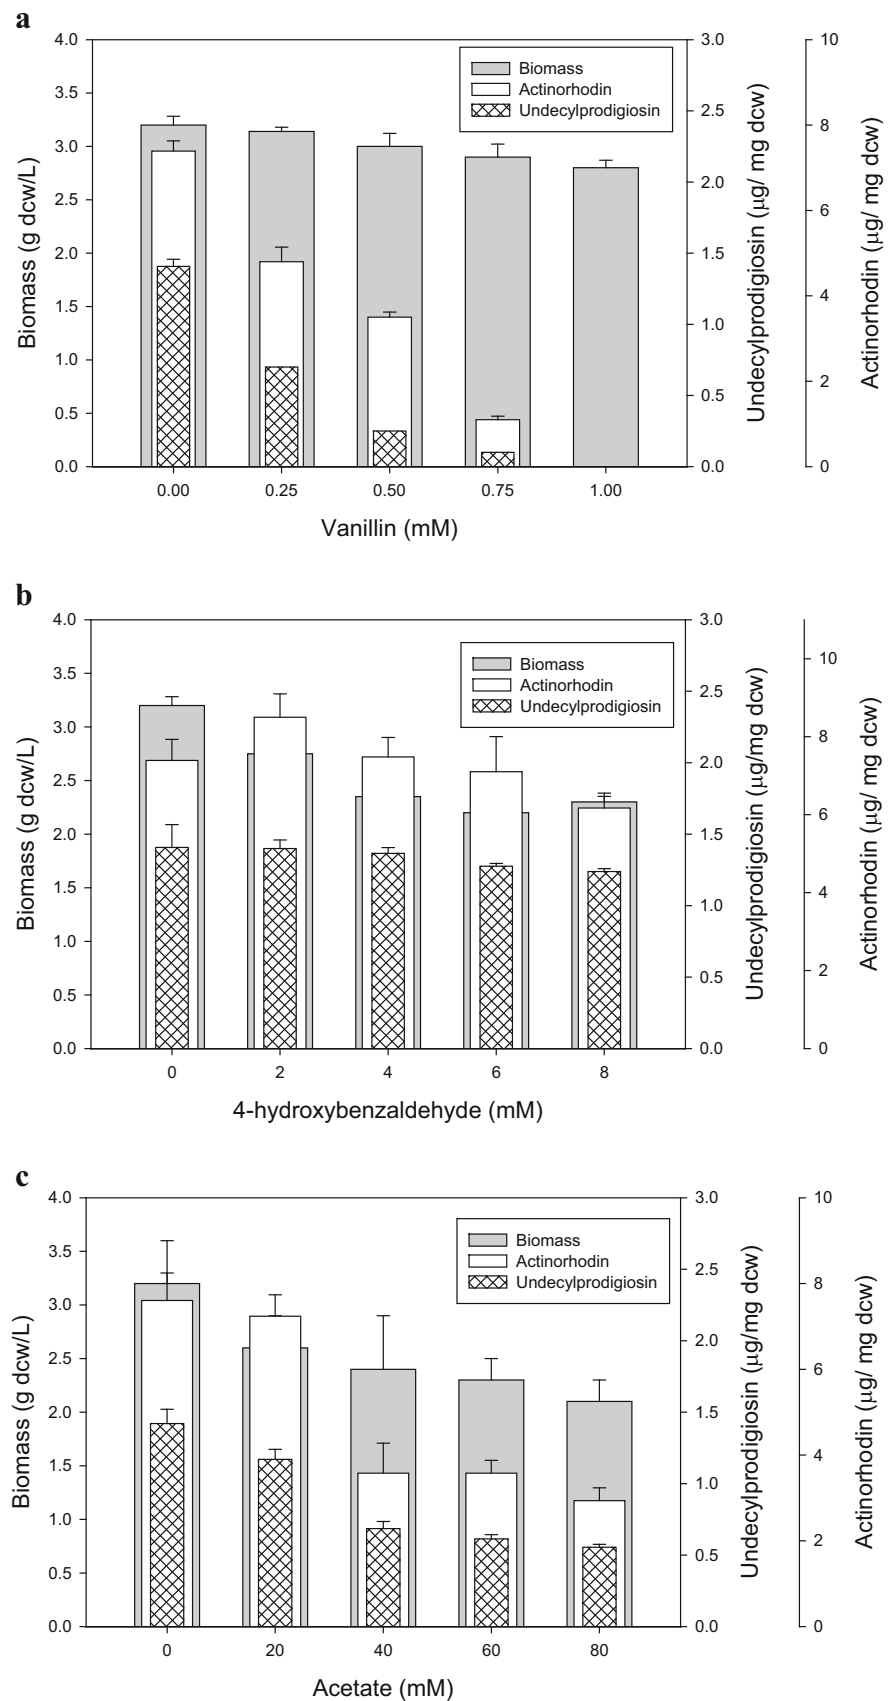 a
4.0
3.5
3.0
2.5
2.0
1.5
1.0
0.5
0.0
Biomass (g dcw/L)
Biomass
Actinorhodin
Undecylprodigiosin
3.0
2.5
2.0
1.5
1.0
0.5
0.0
Undecylprodigiosin (µg/ mg dcw)
10
8
6
4
2
0
Actinorhodin (µg/ mg dcw)
0.00 0.25 0.50 0.75 1.00
Vanillin (mM)
b
4.0
3.5
3.0
2.5
2.0
1.5
1.0
0.5
0.0
Biomass (g dcw/L)
Biomass
Actinorhodin
Undecylprodigiosin
3.0
2.5
2.0
1.5
1.0
0.5
0.0
Undecylprodigiosin (µg/mg dcw)
10
8
6
4
2
0
Actinorhodin (µg/ mg dcw)
0 2 4 6 8
4-hydroxybenzaldehyde (mM)
c
4.0
3.5
3.0
2.5
2.0
1.5
1.0
0.5
0.0
Biomass (g dcw/L)
Biomass
Actinorhodin
Undecylprodigiosin
3.0
2.5
2.0
1.5
1.0
0.5
0.0
Undecylprodigiosin (µg/mg dcw)
10
8
6
4
2
0
Actinorhodin (µg/ mg dcw)
0 20 40 60 80
Acetate (mM)